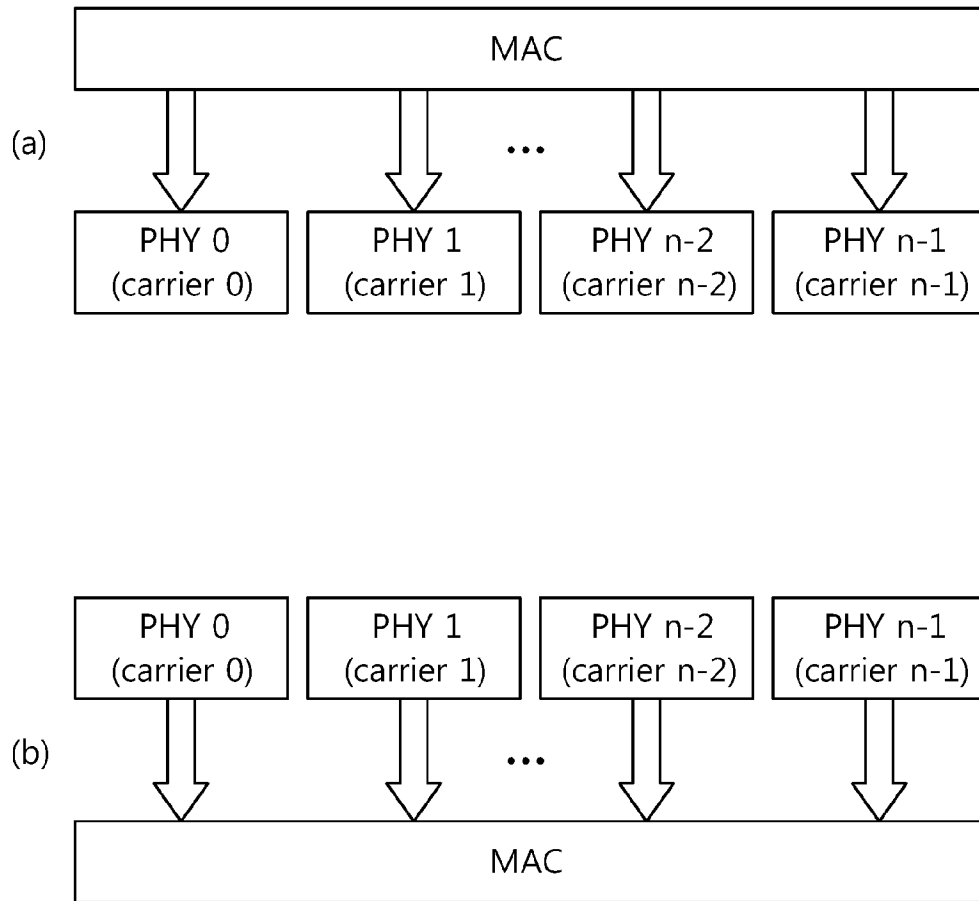 MAC
(a)
...
PHY 0
(carrier 0)
PHY 1
(carrier 1)
PHY n-2
(carrier n-2)
PHY n-1
(carrier n-1)
PHY 0
(carrier 0)
PHY 1
(carrier 1)
PHY n-2
(carrier n-2)
PHY n-1
(carrier n-1)
(b)
...
MAC